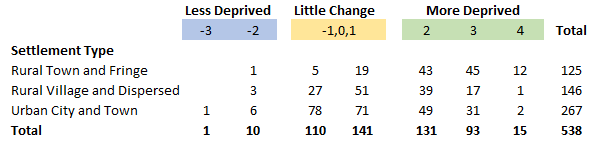 Less Deprived Little Change More Deprived
-3 -2 -1,0,1 2 3 4 Total
Settlement Type
Rural Town and Fringe 1 5 19 43 45 12 125
Rural Village and Dispersed 3 27 51 39 17 1 146
Urban City and Town 1 6 78 71 49 31 2 267
Total 1 10 110 141 131 93 15 538